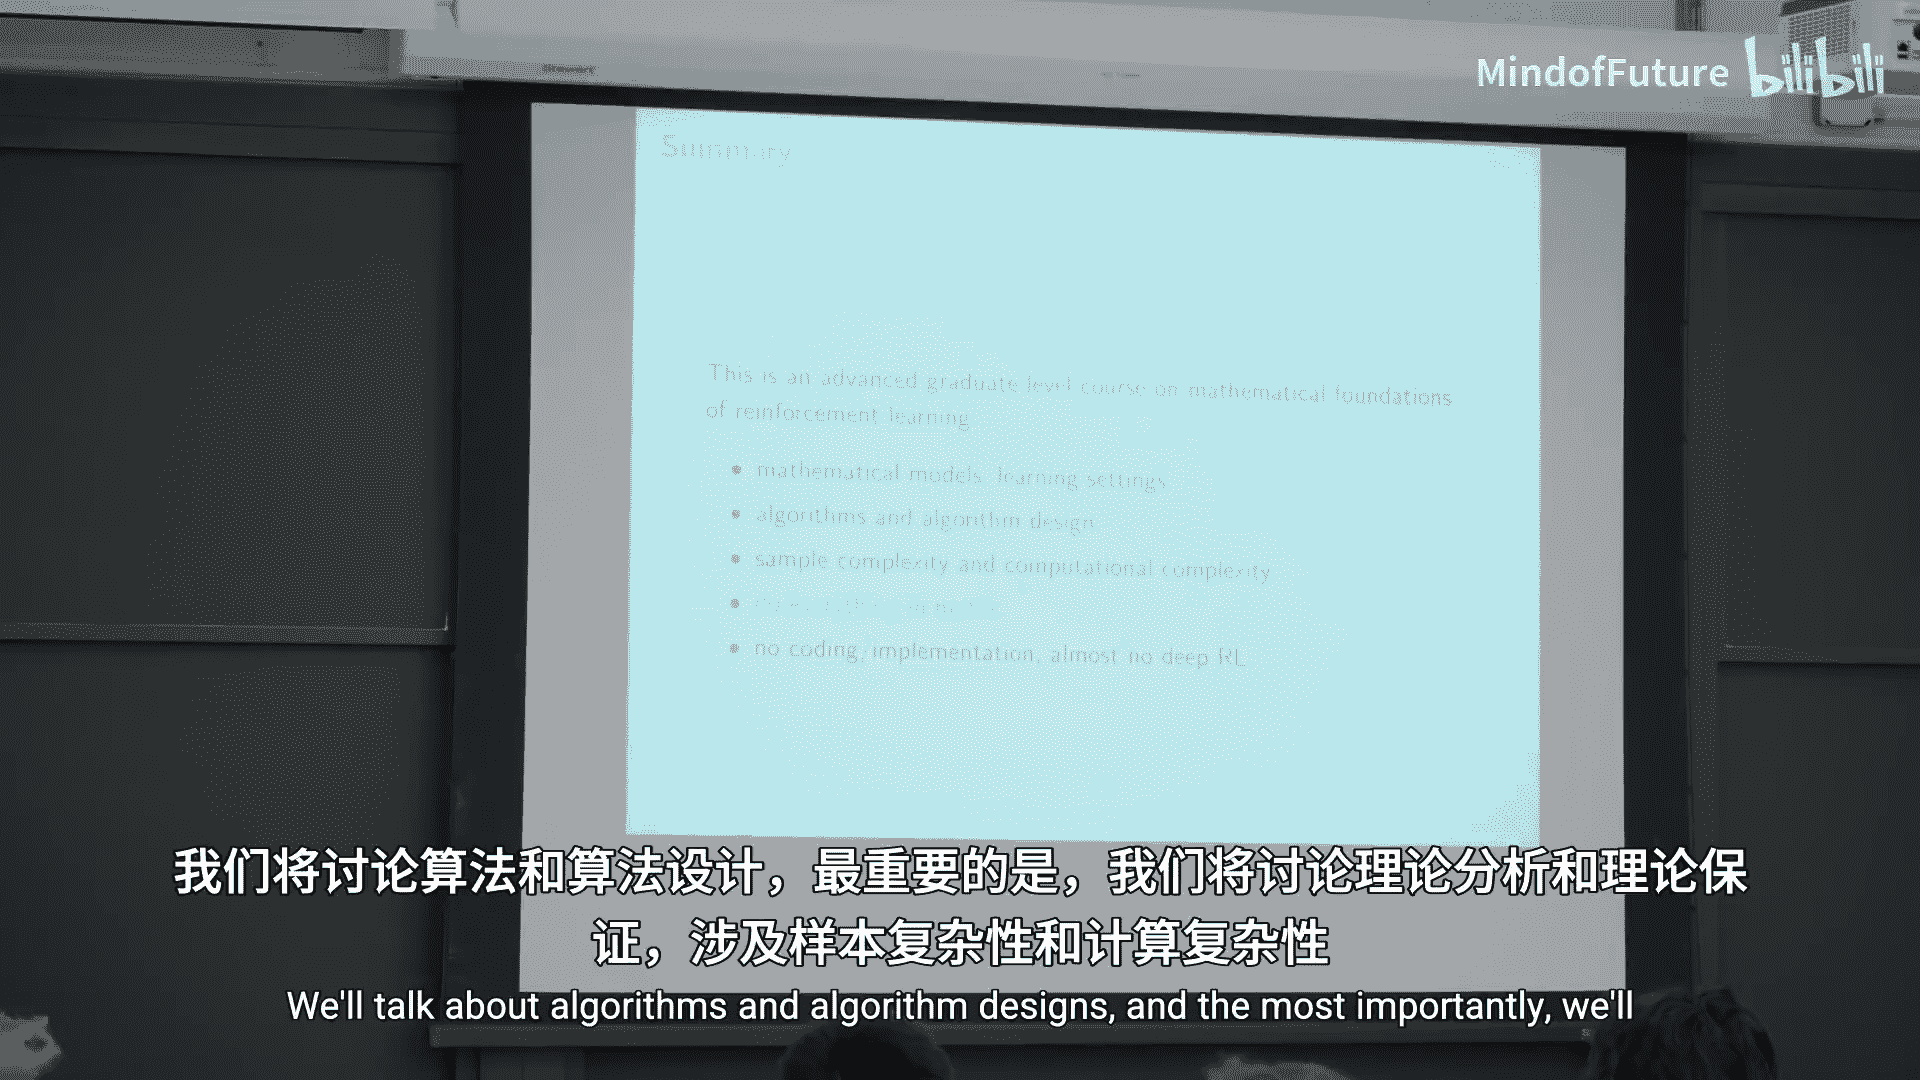 MindofFuture bilibili
Summary
This is an advanced graduate level course on mathematical foundations
of reinforcement learning
• mathematical models, learning settings
• algorithms and algorithm design
• sample complexity and computational complexity
• no coding, implementation, almost no deep RL
我们将讨论算法和算法设计，最重要的是，我们将讨论理论分析和理论保
证，涉及样本复杂性和计算复杂性
We'll talk about algorithms and algorithm designs, and the most importantly, we'll